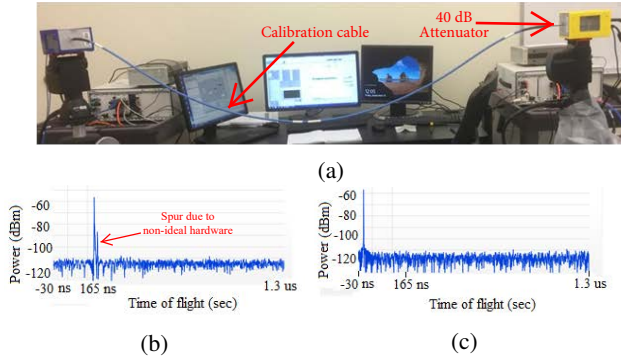 Calibration cable
40 dB
Attenuator
(a)
Power (dBm)
-60
-80
-100
-120
Spur due to
non-ideal hardware
-30 ns
165 ns
1.3 us
Time of flight (sec)
(b)
Power (dBm)
-60
-80
-100
-120
-30 ns
165 ns
1.3 us
Time of flight (sec)
(c)